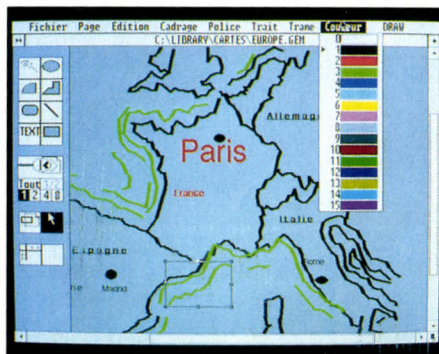 Fichier Page Edition Cadrage Police Trait Trame Couleur DRAW
C:\LIBRARY\CARTES\EUROPE.GEM
0
1
2
3
4
5
6
7
8
9
10
11
12
13
14
15
TEXT
Tout
1 2 4 8
Allemagn
Paris
France
Italie
Espagne
Rome
Madrid